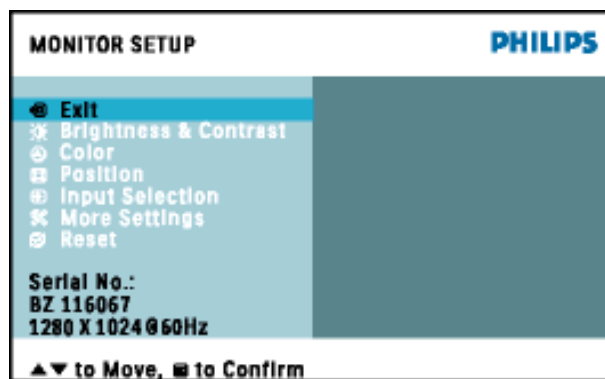 MONITOR SETUP PHILIPS
Exit
Brightness & Contrast
Color
Position
Input Selection
More Settings
Reset
Serial No.:
BZ 116067
1280 X 1024@60Hz
▲▼ to Move, to Confirm